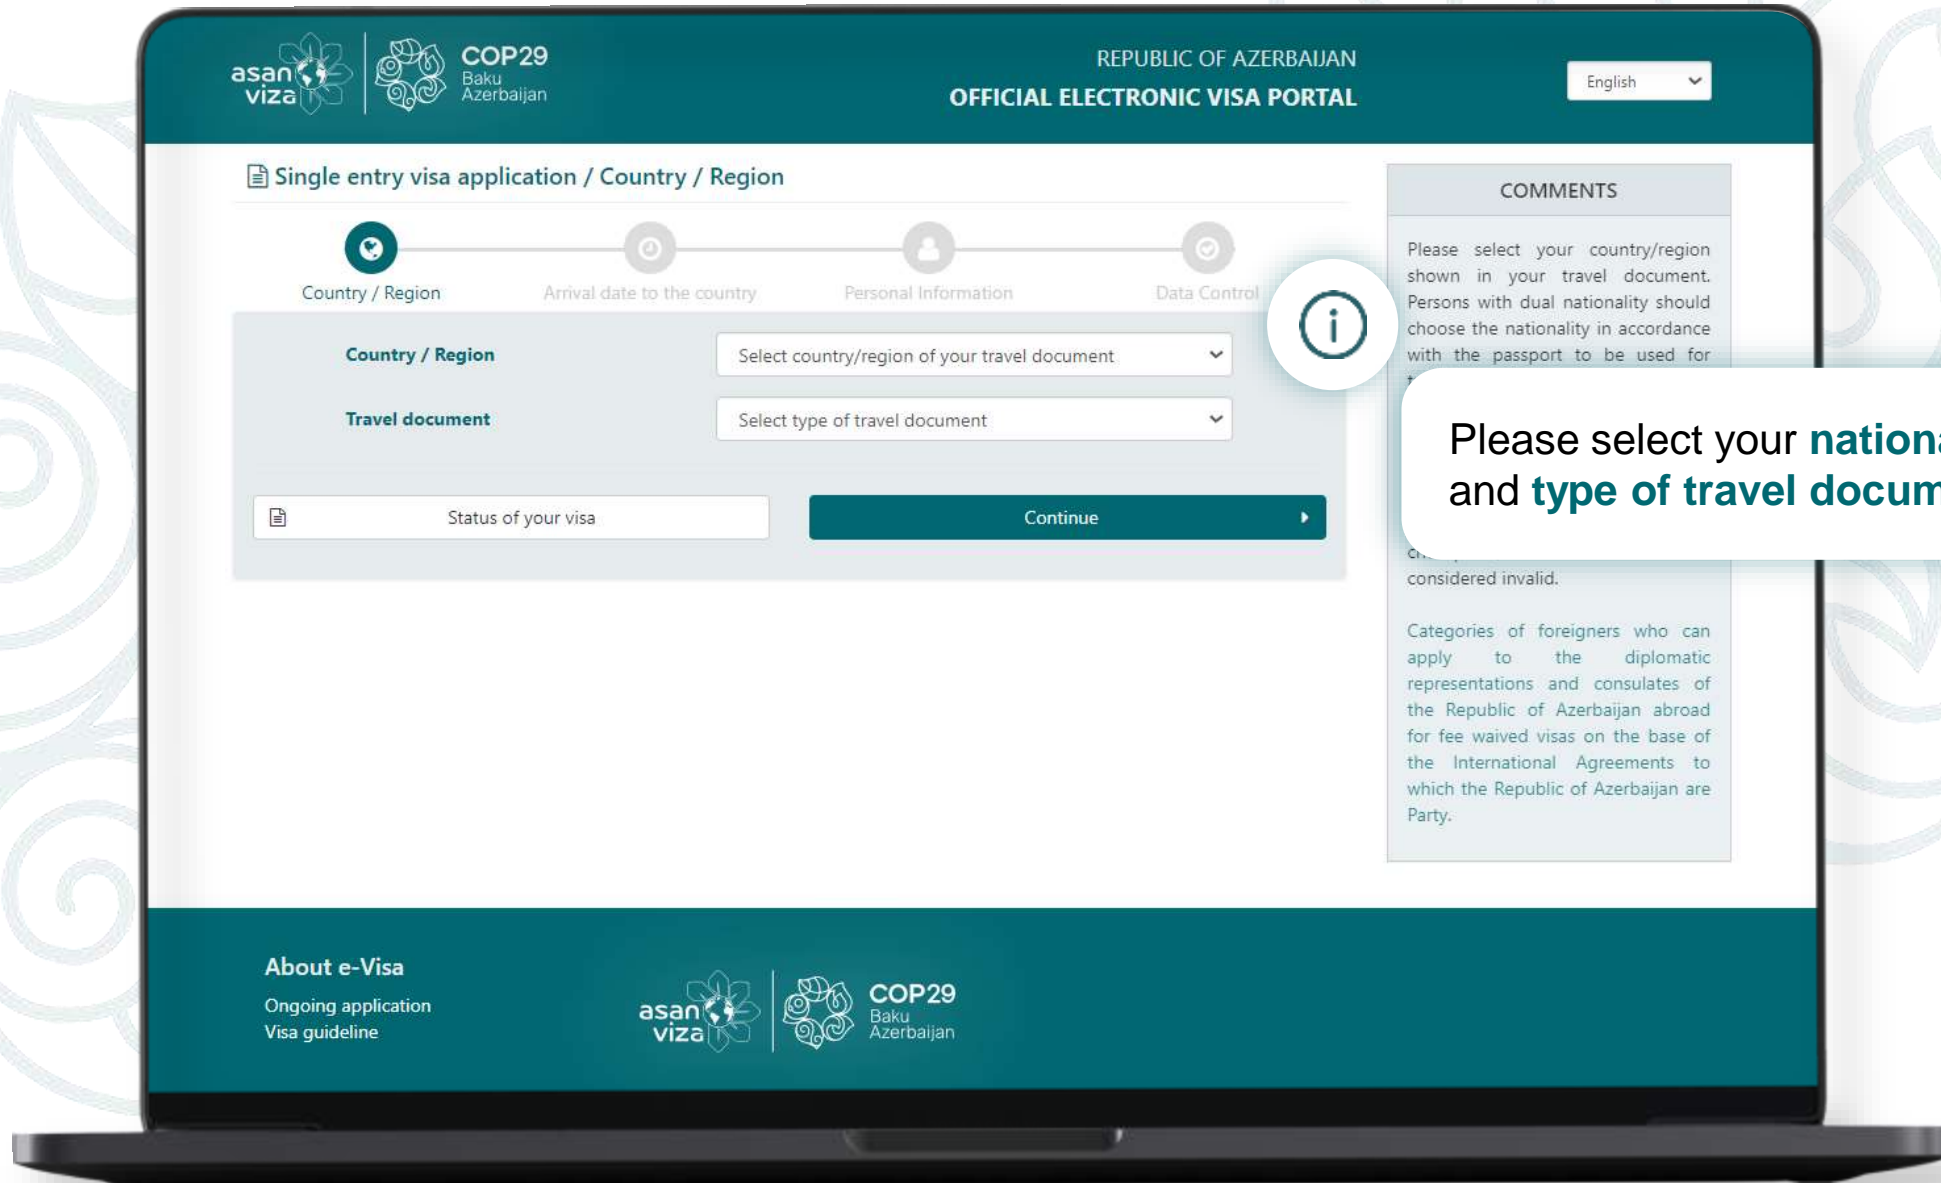 asan
viza
COP29
Baku
Azerbaijan
REPUBLIC OF AZERBAIJAN
OFFICIAL ELECTRONIC VISA PORTAL
English
Single entry visa application / Country / Region
Country / Region
Arrival date to the country
Personal Information
Data Control
Country / Region
Select country/region of your travel document
Travel document
Select type of travel document
Status of your visa
Continue
COMMENTS
Please select your country/region
shown in your travel document.
Persons with dual nationality should
choose the nationality in accordance
with the passport to be used for
Please select your
and type of travel
considered invalid.
Categories of foreigners who can
apply to the diplomatic
representations and consulates of
the Republic of Azerbaijan abroad
for fee waived visas on the base of
the International Agreements to
which the Republic of Azerbaijan are
Party.
About e-Visa
Ongoing application
Visa guideline
asan
viza
COP29
Baku
Azerbaijan